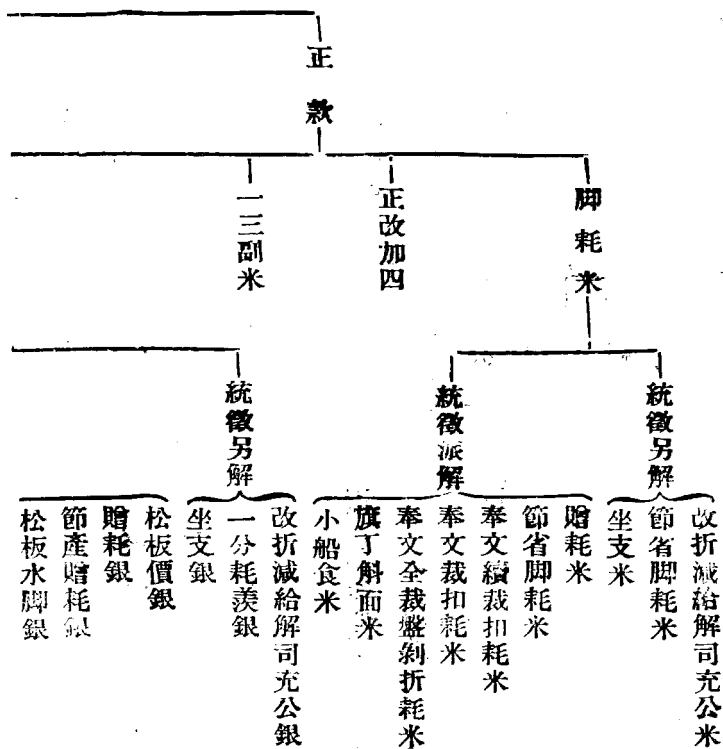 正款
脚耗米
正改加四
一三副米
統徵另解
統徵派解
統徵另解
改折減給解司充公米
節省脚耗米
坐支米
贈耗米
節省脚耗米
奉文續裁扣耗米
奉文裁扣耗米
奉文全裁盤剝折耗米
旗丁斛面米
小船食米
改折減給解司充公銀
一分耗羨銀
坐支銀
松板價銀
贈耗銀
節產贈耗銀
松板水脚銀